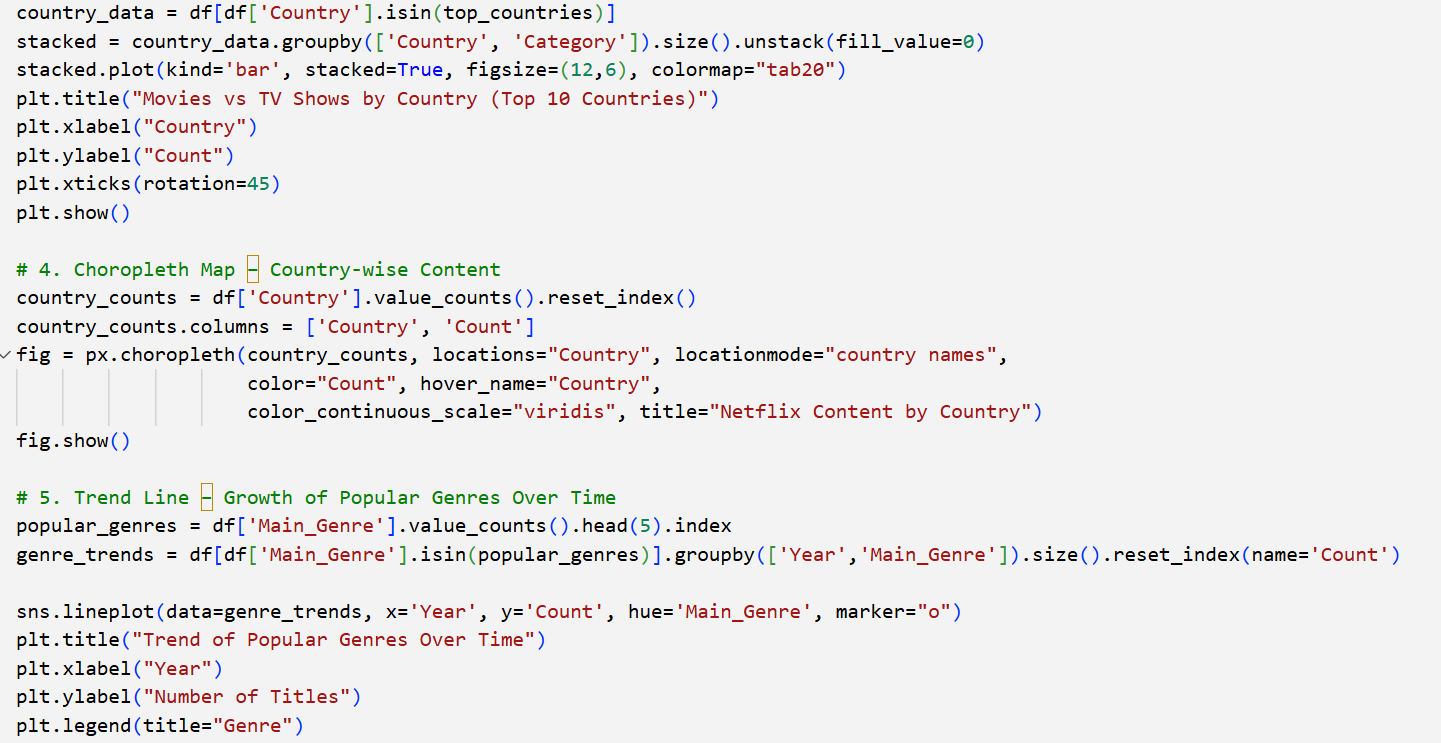 country_data = df[df['Country'].isin(top_countries)]
stacked = country_data.groupby(['Country', 'Category']).size().unstack(fill_value=0)
stacked.plot(kind='bar', stacked=True, figsize=(12,6), colormap="tab20")
plt.title("Movies vs TV Shows by Country (Top 10 Countries)")
plt.xlabel("Country")
plt.ylabel("Count")
plt.xticks(rotation=45)
plt.show()

# 4. Choropleth Map – Country-wise Content
country_counts = df['Country'].value_counts().reset_index()
country_counts.columns = ['Country', 'Count']
fig = px.choropleth(country_counts, locations="Country", locationmode="country names",
                    color="Count", hover_name="Country",
                    color_continuous_scale="viridis", title="Netflix Content by Country")
fig.show()

# 5. Trend Line – Growth of Popular Genres Over Time
popular_genres = df['Main_Genre'].value_counts().head(5).index
genre_trends = df[df['Main_Genre'].isin(popular_genres)].groupby(['Year','Main_Genre']).size().reset_index(name='Count')

sns.lineplot(data=genre_trends, x='Year', y='Count', hue='Main_Genre', marker="o")
plt.title("Trend of Popular Genres Over Time")
plt.xlabel("Year")
plt.ylabel("Number of Titles")
plt.legend(title="Genre")